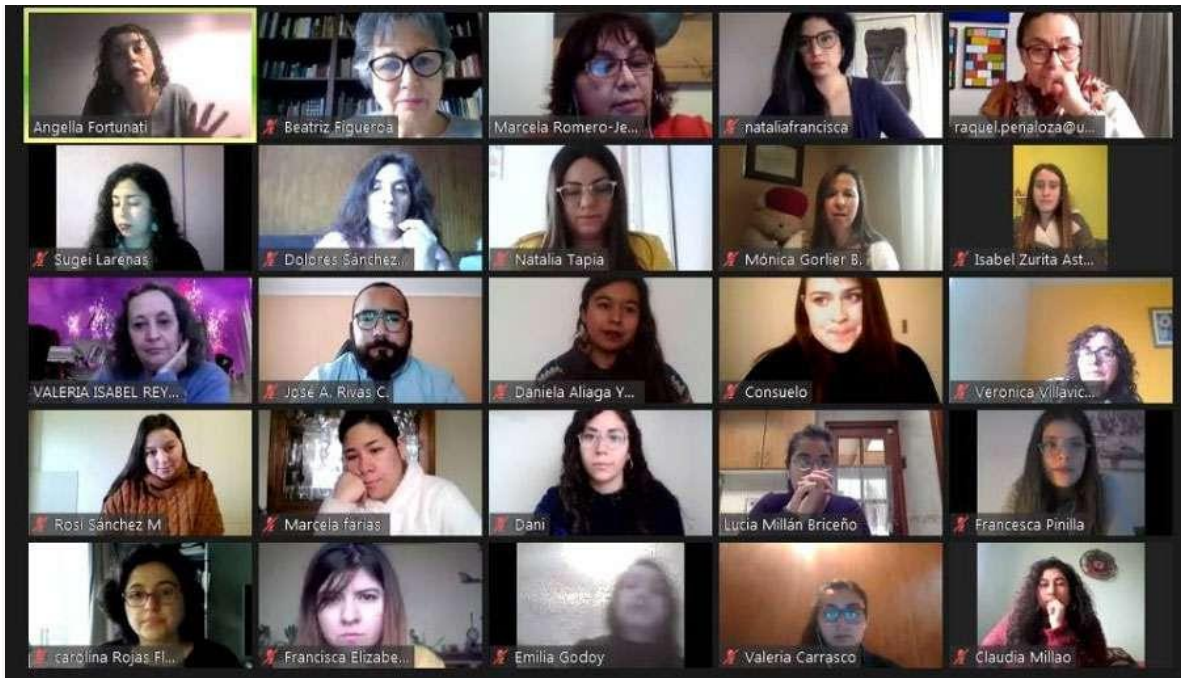 Angella Fortunati
Beatriz Figueroa
Marcela Romero-Je...
nataliafrancisca
raquel.penaloza@u...
Sugei Larenas
Dolores Sánchez...
Natalia Tapia
Mónica Gorlier B.
Isabel Zurita Ast...
VALERIA ISABEL REY...
José A. Rivas C.
Daniela Aliaga Y...
Consuelo
Veronica Villavic...
Rosi Sánchez M
Marcela farias
Dani
Lucia Millán Briceño
Francesca Pinilla
carolina Rojas Fl...
Francisca Elizabe...
Emilia Godoy
Valeria Carrasco
Claudia Millao